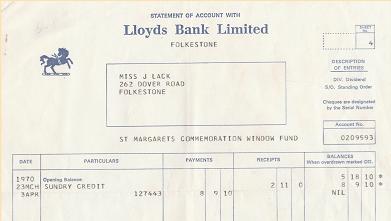 STATEMENT OF ACCOUNT WITH
Lloyds Bank Limited
FOLKESTONE
SHEET No.
4
DESCRIPTION OF ENTRIES
DIV. Dividend
S/O. Standing Order
Cheques are designated by the Serial Number
MISS J LACK
262 DOVER ROAD
FOLKESTONE
Account No.
0209593
ST MARGARETS COMMEMORATION WINDOW FUND
DATE PARTICULARS PAYMENTS RECEIPTS BALANCES When overdrawn marked OD.
1970 Opening Balance 5 18 10 *
23MCH SUNDRY CREDIT 2 11 0 8 9 10 *
3APR 127443 8 9 10 NIL